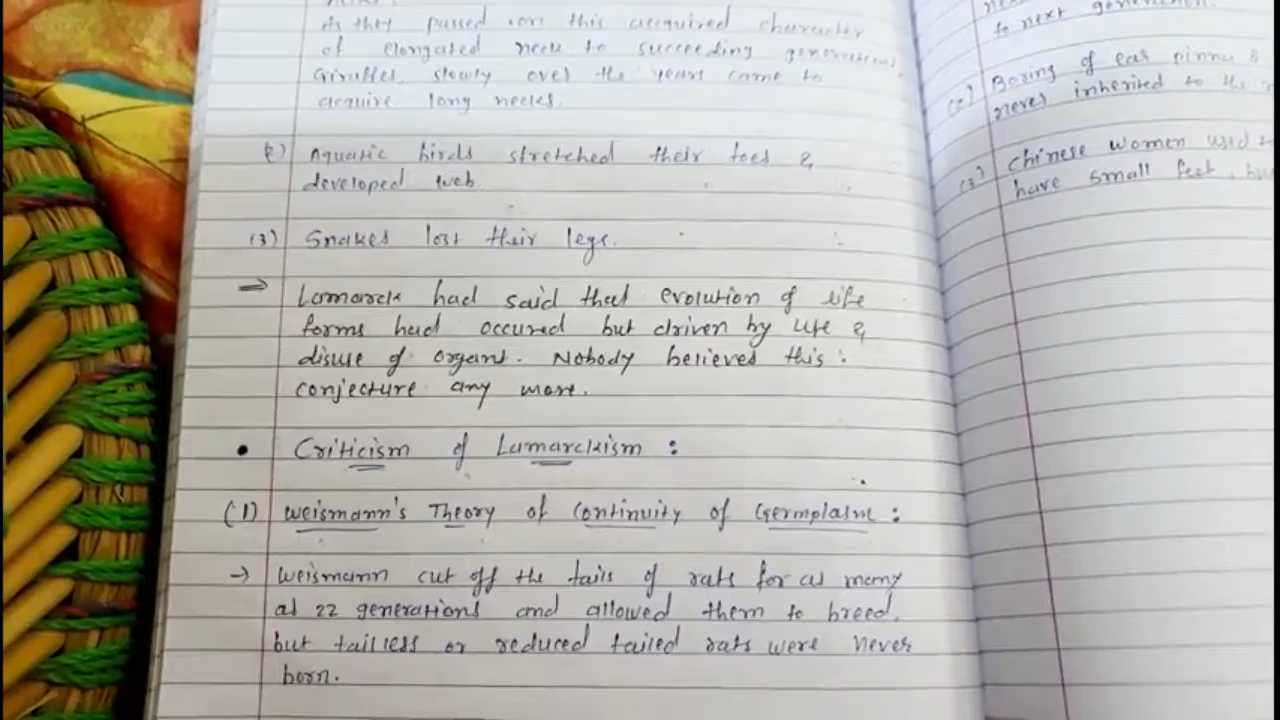 As they passed on this acquired character
of elongated neck to succeeding generations,
Giraffes, slowly over the years came to
acquire long necks.
Aquatic birds stretched their toes &
developed web.
(3) Snakes lost their legs.
⇒ Lamarck had said that evolution of life
forms had occured but driven by use &
disuse of organs. Nobody believes this
conjecture any more.
• Criticism of Lamarckism :
(1) Weismann's Theory of Continuity of Germplasm :
→ Weismann cut off the tails of rats for as many
as 22 generations and allowed them to breed,
but tailless or reduced tailed rats were never
born.
to next generation.
(2) Boring of ear pinna &
never inherited to the
(3) Chinese women used
have small feet,